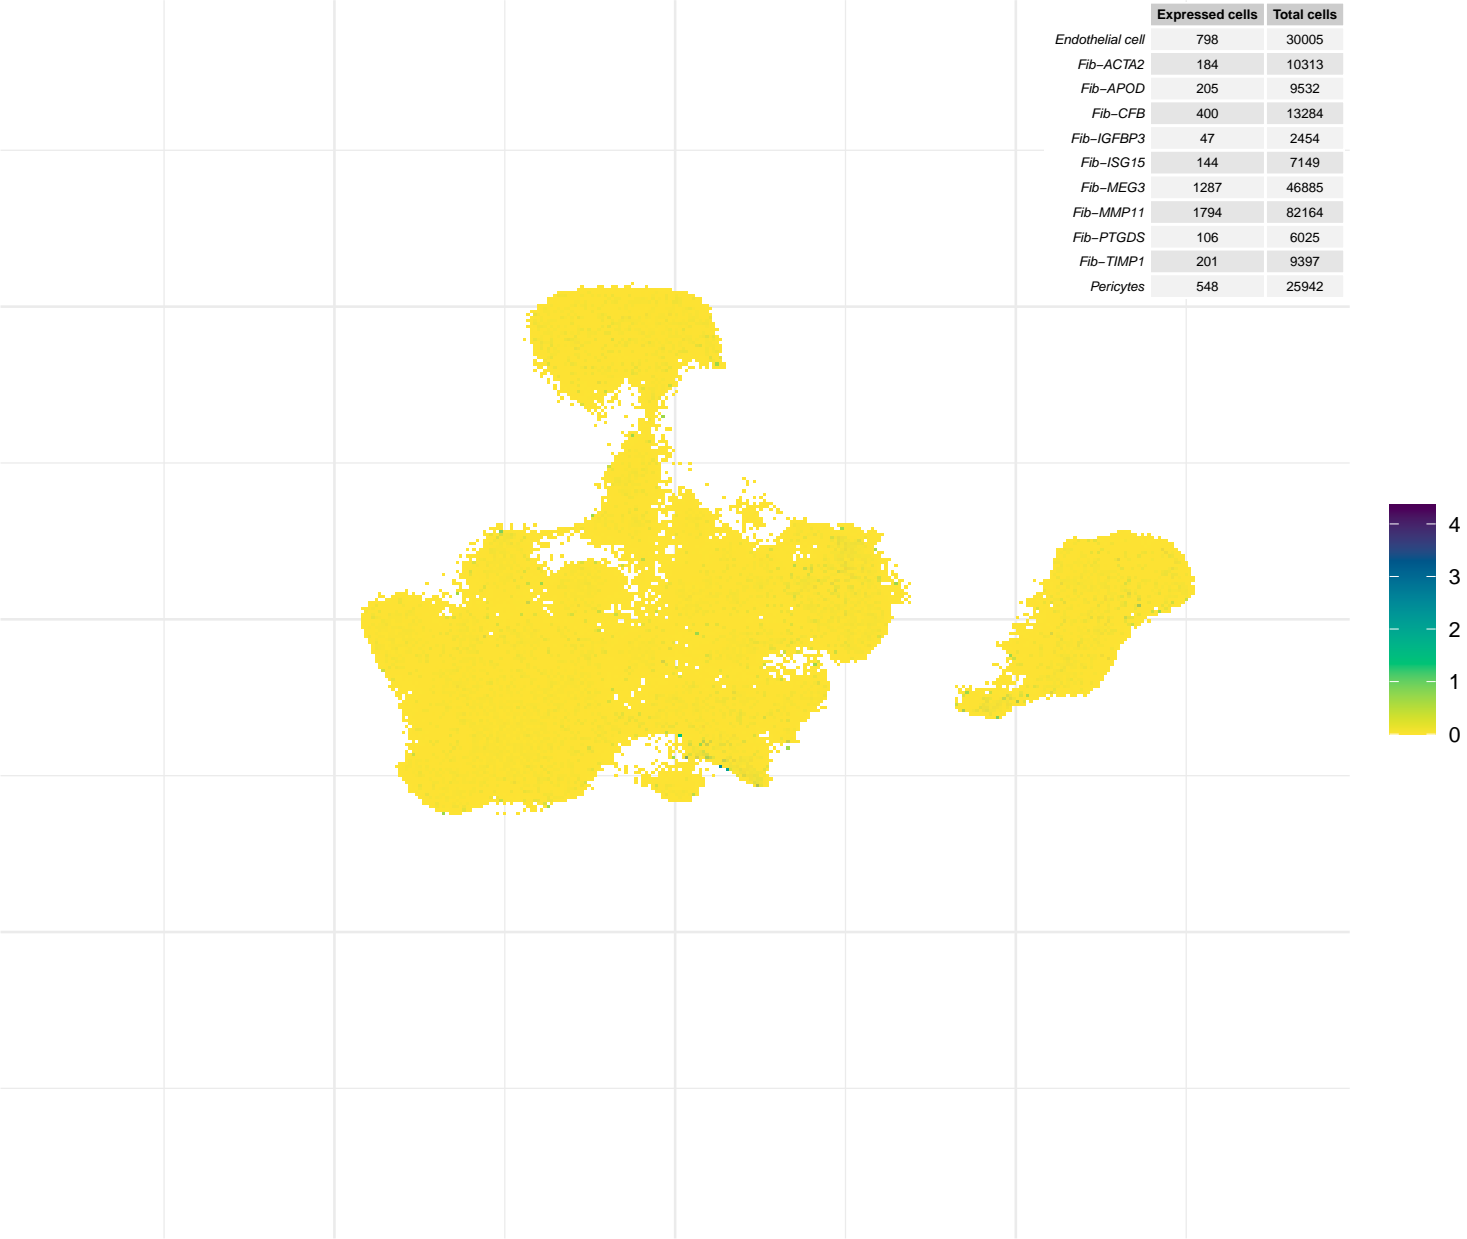 Expressed cells Total cells
Endothelial cell 798 30005
Fib−ACTA2 184 10313
Fib−APOD 205 9532
Fib−CFB 400 13284
Fib−IGFBP3 47 2454
Fib−ISG15 144 7149
Fib−MEG3 1287 46885
Fib−MMP11 1794 82164
Fib−PTGDS 106 6025
Fib−TIMP1 201 9397
Pericytes 548 25942
4
3
2
1
0